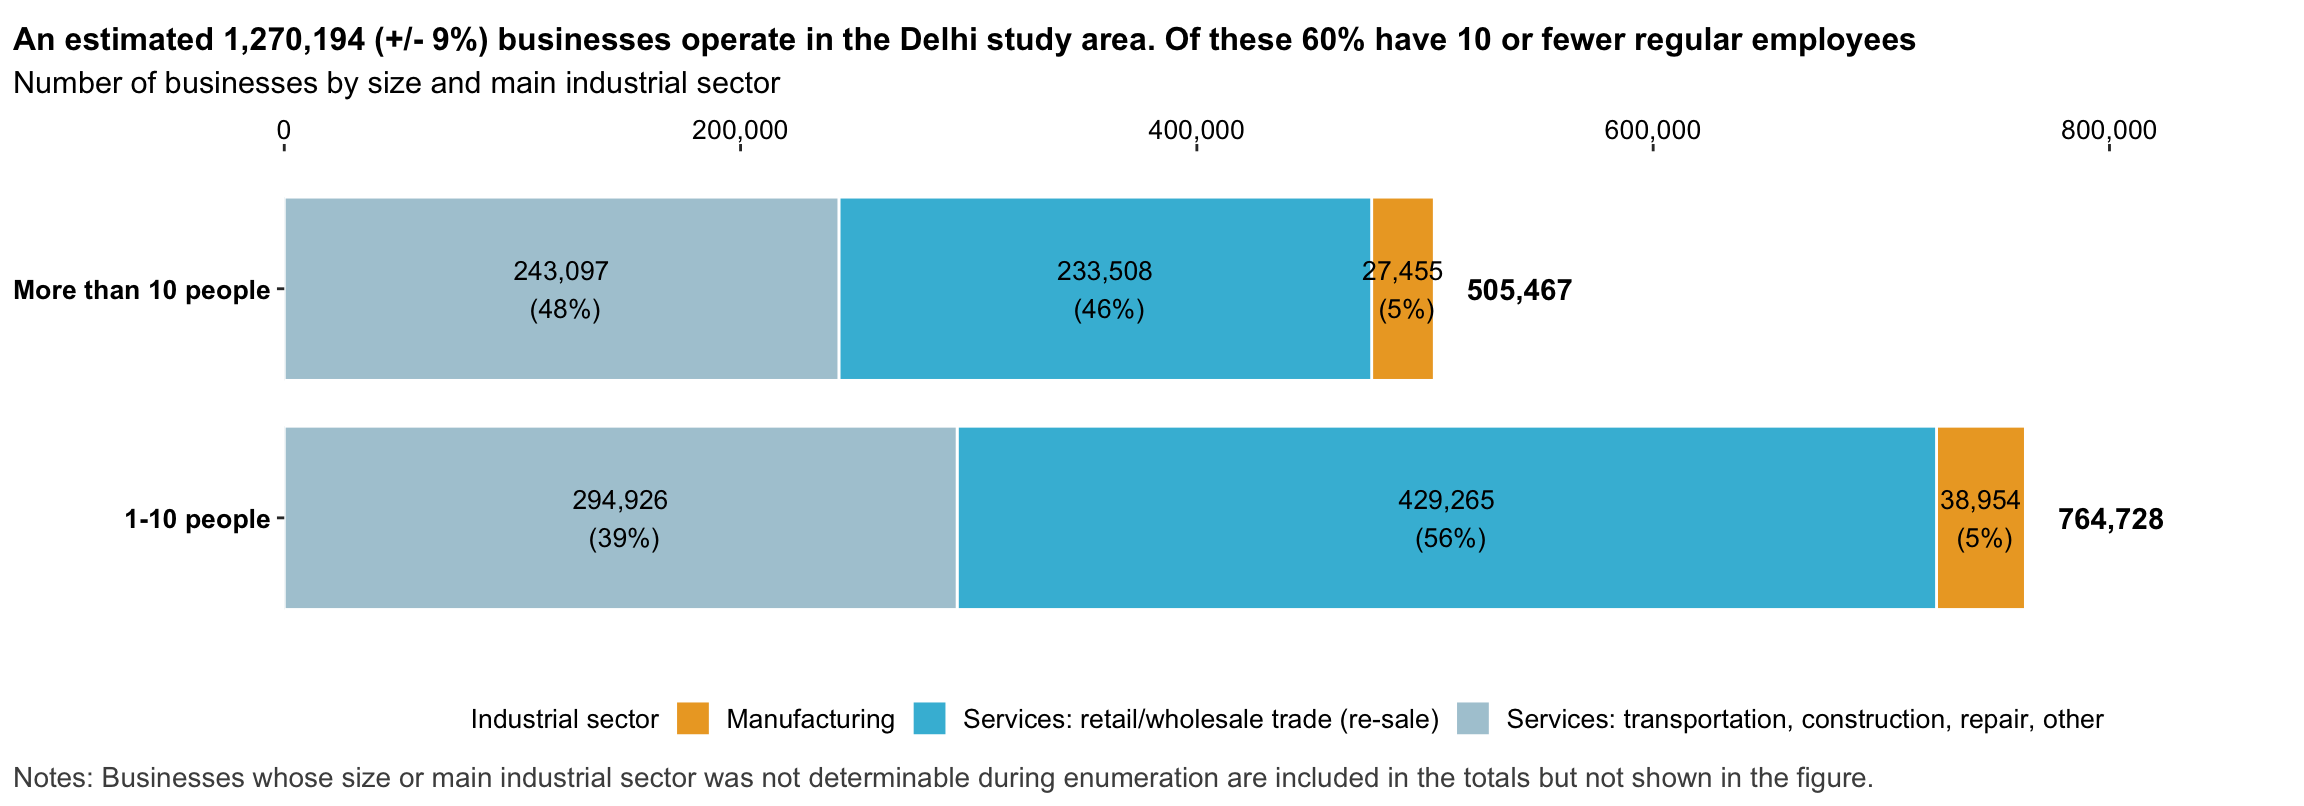 An estimated 1,270,194 (+/- 9%) businesses operate in the Delhi study area. Of these 60% have 10 or fewer regular employees
Number of businesses by size and main industrial sector
0 200,000 400,000 600,000 800,000
243,097 233,508 27,455
More than 10 people 505,467
(48%) (46%) (5%)
294,926 429,265 38,954
1-10 people 764,728
(39%) (56%) (5%)
Industrial sector Manufacturing Services: retail/wholesale trade (re-sale) Services: transportation, construction, repair, other
Notes: Businesses whose size or main industrial sector was not determinable during enumeration are included in the totals but not shown in the figure.